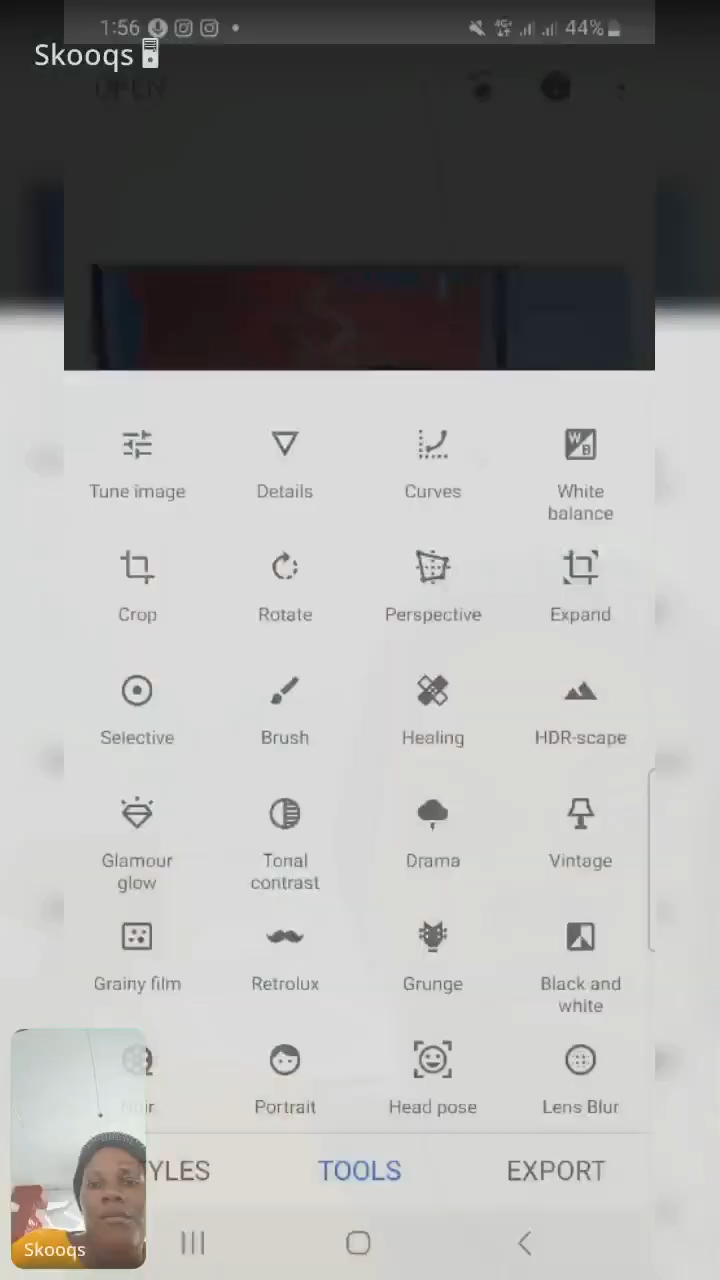 1:56 44%
Skooqs
OPEN
Tune image Details Curves White balance
Crop Rotate Perspective Expand
Selective Brush Healing HDR-scape
Glamour glow Tonal contrast Drama Vintage
Grainy film Retrolux Grunge Black and white
Noir Portrait Head pose Lens Blur
YLES TOOLS EXPORT
Skooqs